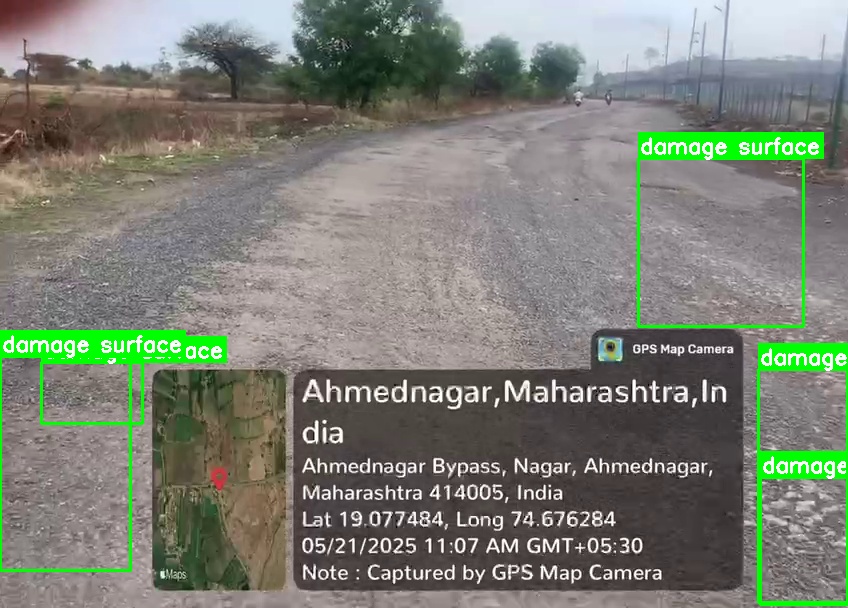 damage surface
damage surface
damage surface
GPS Map Camera
damage
damage
Ahmednagar,Maharashtra,In
dia
Ahmednagar Bypass, Nagar, Ahmednagar,
Maharashtra 414005, India
Lat 19.077484, Long 74.676284
05/21/2025 11:07 AM GMT+05:30
Note : Captured by GPS Map Camera
Maps